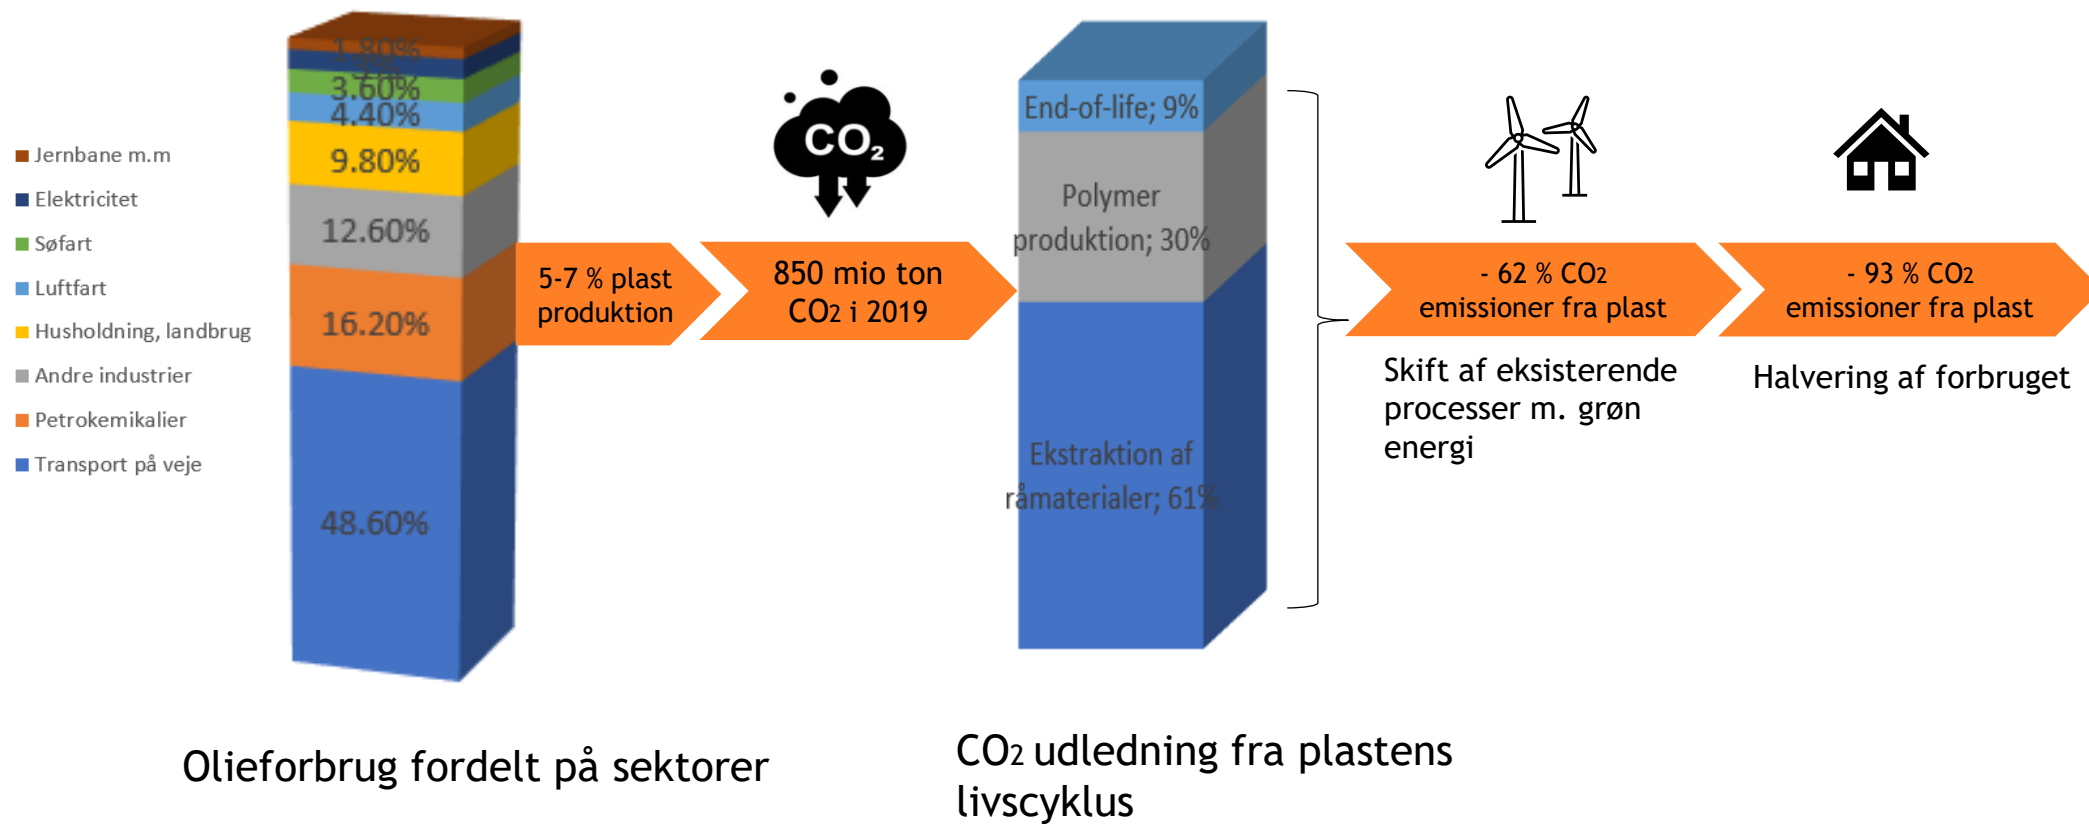 Jernbane m.m
Elektricitet
Søfart
Luftfart
Husholdning, landbrug
Andre industrier
Petrokemikalier
Transport på veje
1.80%
3.60%
4.40%
9.80%
12.60%
16.20%
48.60%
5-7 % plast
produktion
CO₂
850 mio ton
CO₂ i 2019
End-of-life; 9%
Polymer
produktion; 30%
Ekstraktion af
råmaterialer; 61%
- 62 % CO₂
emissioner fra plast
Skift af eksisterende
processer m. grøn
energi
- 93 % CO₂
emissioner fra plast
Halvering af forbruget
Olieforbrug fordelt på sektorer
CO₂ udledning fra plastens
livscyklus